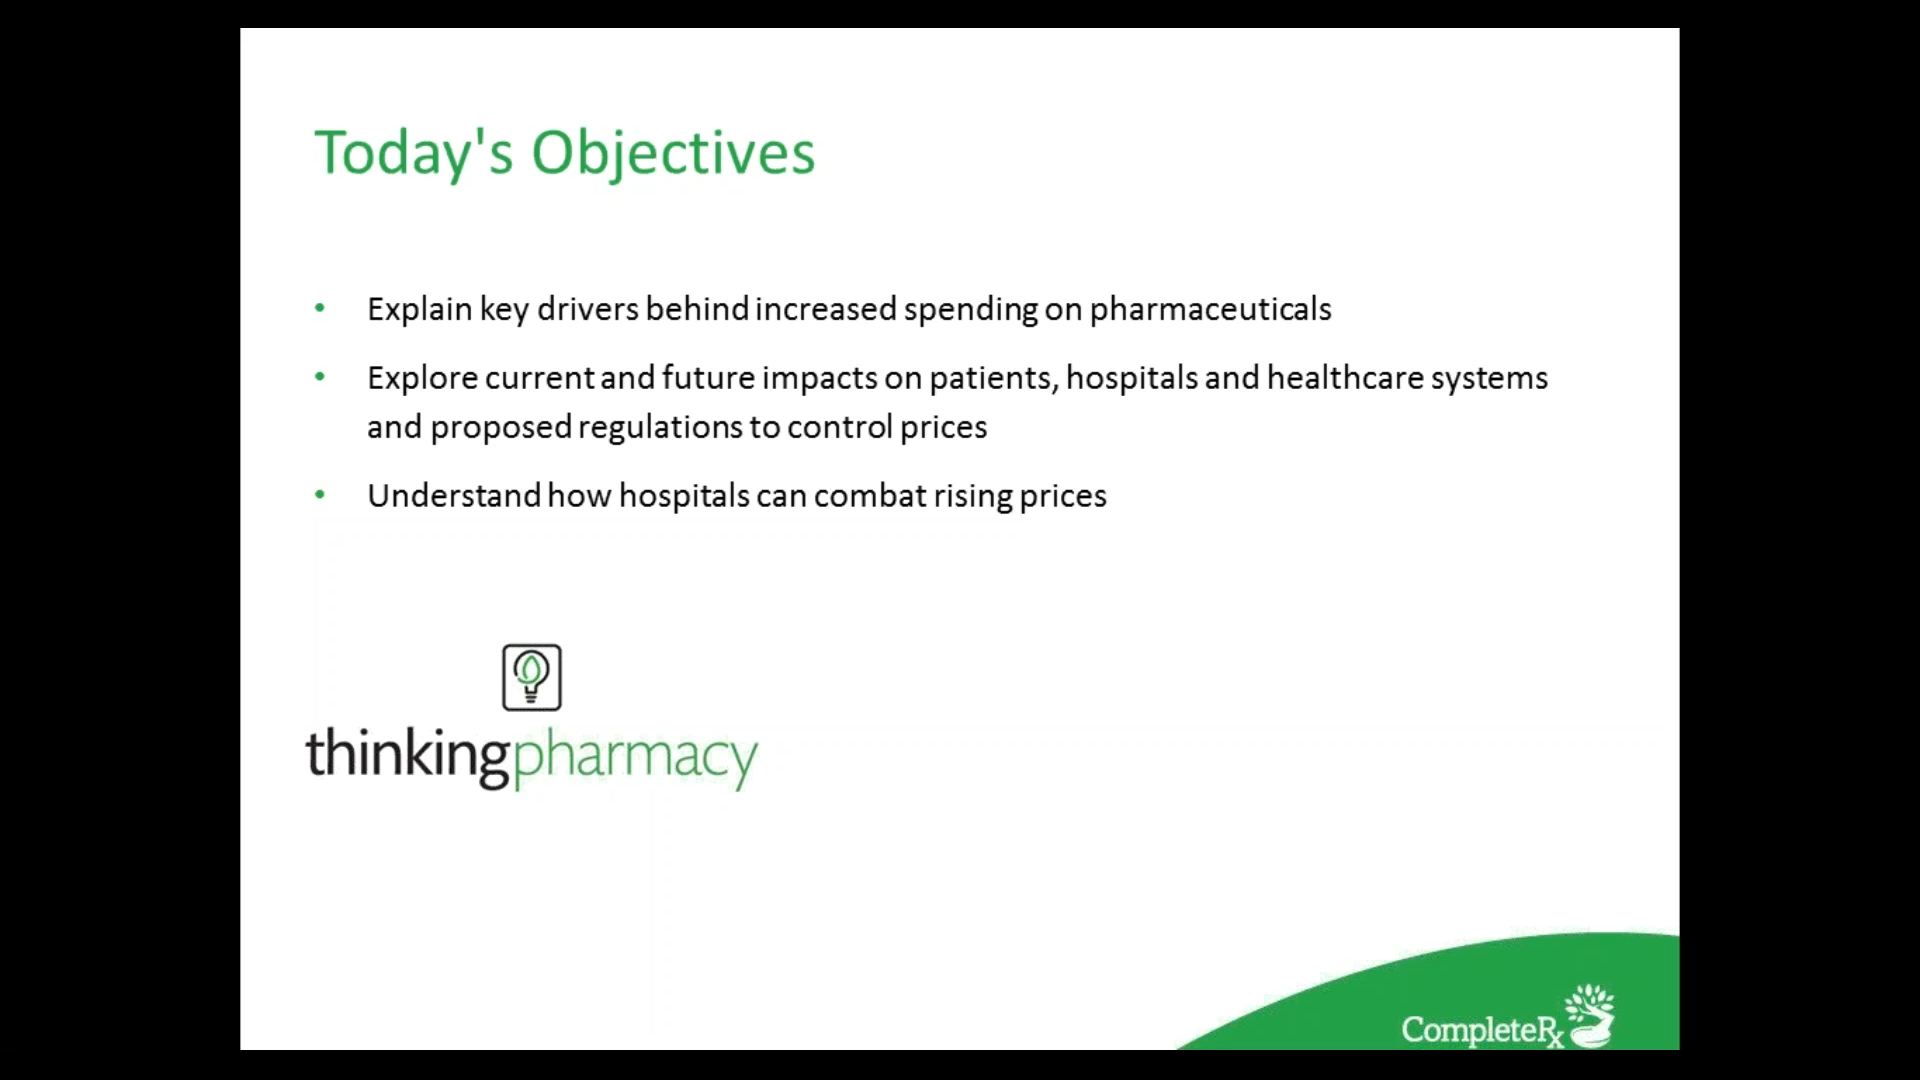 Today's Objectives
• Explain key drivers behind increased spending on pharmaceuticals
• Explore current and future impacts on patients, hospitals and healthcare systems
and proposed regulations to control prices
• Understand how hospitals can combat rising prices
thinkingpharmacy
CompleteRx